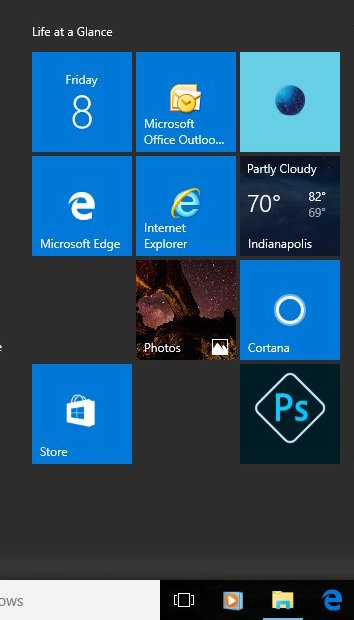 Life at a Glance
Friday
8
Microsoft
Office Outloo...
Microsoft Edge
Internet
Explorer
Partly Cloudy
70°
82°
69°
Indianapolis
Photos
Cortana
Store
Ps